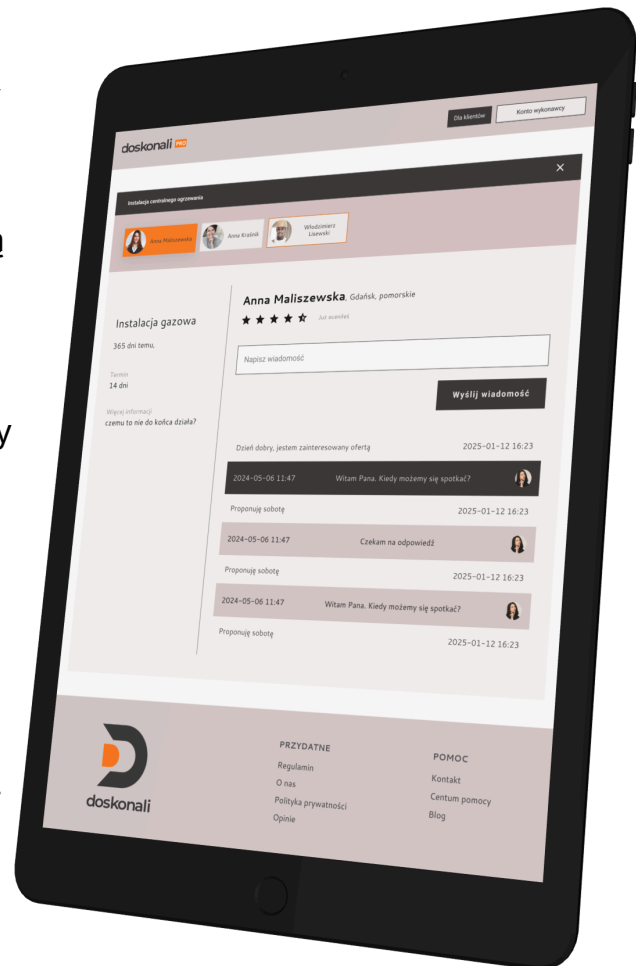 ą
y
doskonali PRO
Dla klientów
Konto wykonawcy
Instalacja centralnego ogrzewania
×
Anna Maliszewska
Anna Kraśnik
Włodzimierz
Lisewski
Instalacja gazowa
365 dni temu,
Termin
14 dni
Więcej informacji
czemu to nie do końca działa?
Anna Maliszewska, Gdańsk, pomorskie
Już oceniłeś
Napisz wiadomość
Wyślij wiadomość
Dzień dobry, jestem zainteresowany ofertą 2025-01-12 16:23
2024-05-06 11:47 Witam Pana. Kiedy możemy się spotkać?
Proponuję sobotę 2025-01-12 16:23
2024-05-06 11:47 Czekam na odpowiedź
Proponuję sobotę 2025-01-12 16:23
2024-05-06 11:47 Witam Pana. Kiedy możemy się spotkać?
Proponuję sobotę 2025-01-12 16:23
doskonali
PRZYDATNE
Regulamin
O nas
Polityka prywatności
Opinie
POMOC
Kontakt
Centum pomocy
Blog